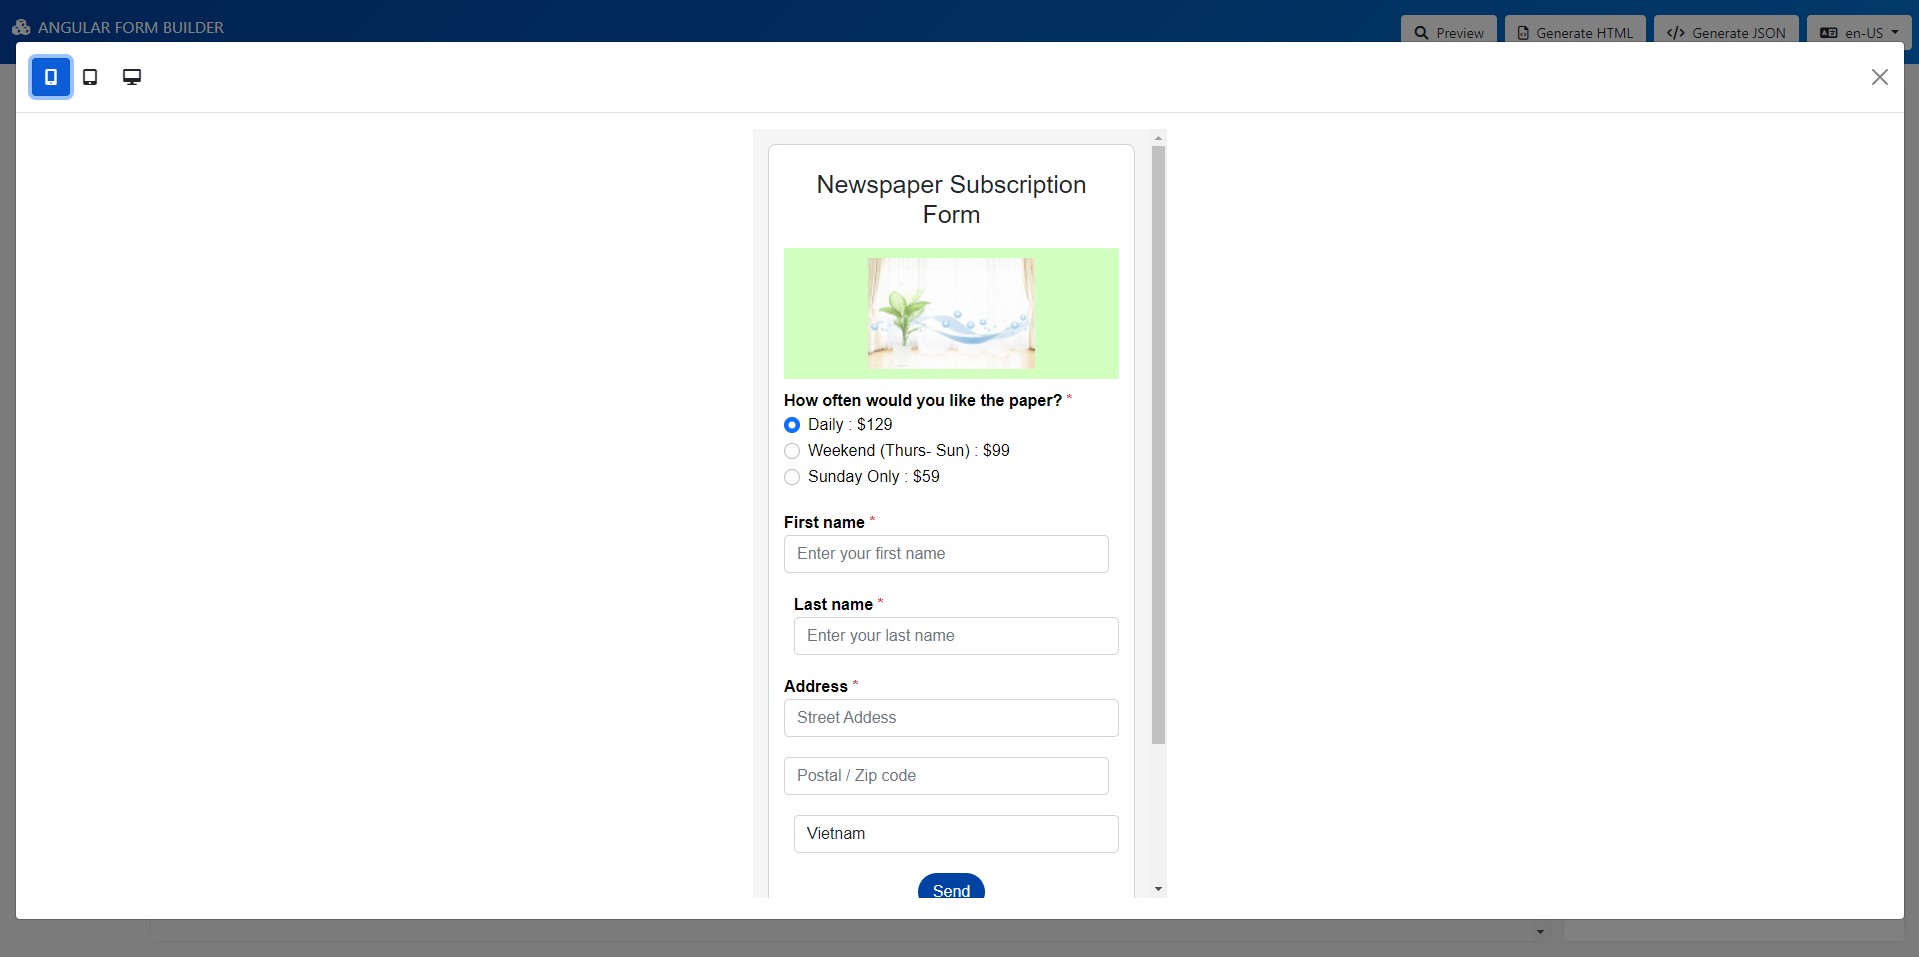 ANGULAR FORM BUILDER
Preview
Generate HTML
Generate JSON
en-US
Newspaper Subscription
Form
How often would you like the paper? *
Daily : $129
Weekend (Thurs- Sun) : $99
Sunday Only : $59
First name *
Enter your first name
Last name *
Enter your last name
Address *
Street Addess
Postal / Zip code
Vietnam
Send